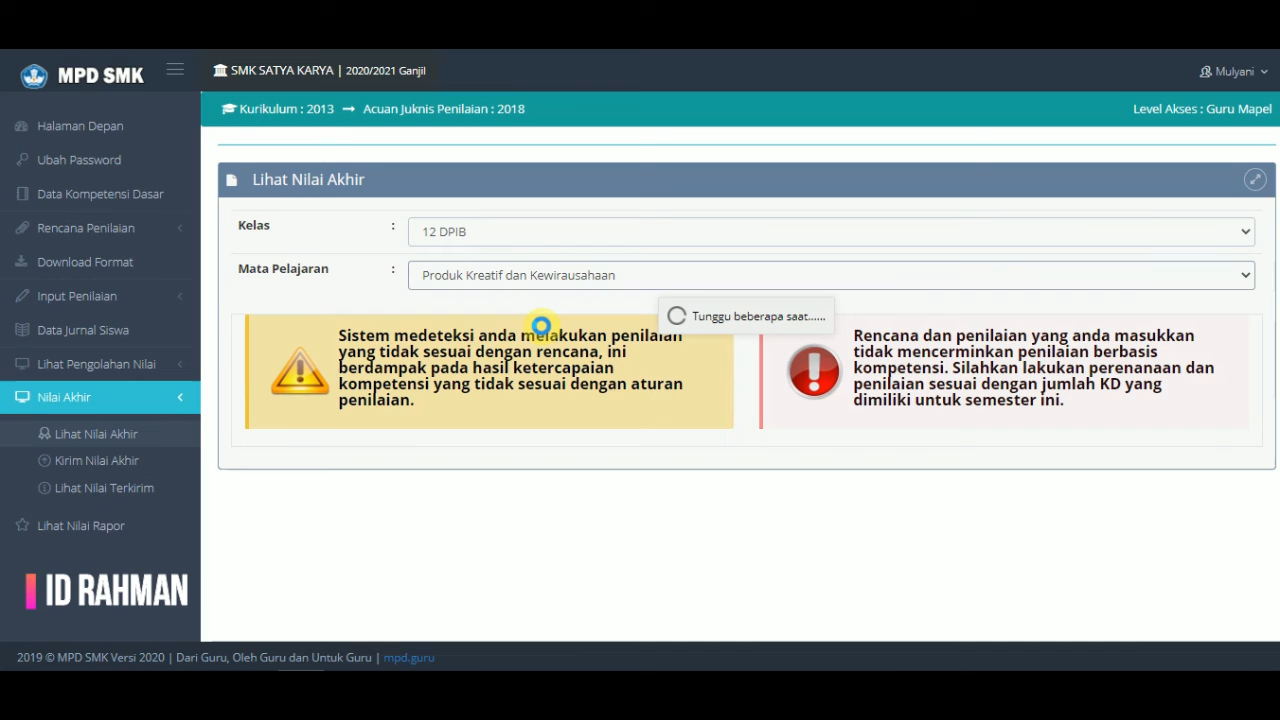 MPD SMK
SMK SATYA KARYA | 2020/2021 Ganjil
Mulyani
Kurikulum : 2013 → Acuan Juknis Penilaian : 2018
Level Akses : Guru Mapel
Halaman Depan
Ubah Password
Data Kompetensi Dasar
Rencana Penilaian
Download Format
Input Penilaian
Data Jurnal Siswa
Lihat Pengolahan Nilai
Nilai Akhir
Lihat Nilai Akhir
Kirim Nilai Akhir
Lihat Nilai Terkirim
Lihat Nilai Rapor
ID RAHMAN
Lihat Nilai Akhir
Kelas : 12 DPIB
Mata Pelajaran : Produk Kreatif dan Kewirausahaan
Tunggu beberapa saat......
Sistem medeteksi anda melakukan penilaian
yang tidak sesuai dengan rencana, ini
berdampak pada hasil ketercapaian
kompetensi yang tidak sesuai dengan aturan
penilaian.
Rencana dan penilaian yang anda masukkan
tidak mencerminkan penilaian berbasis
kompetensi. Silahkan lakukan perenanaan dan
penilaian sesuai dengan jumlah KD yang
dimiliki untuk semester ini.
2019 © MPD SMK Versi 2020 | Dari Guru, Oleh Guru dan Untuk Guru | mpd.guru